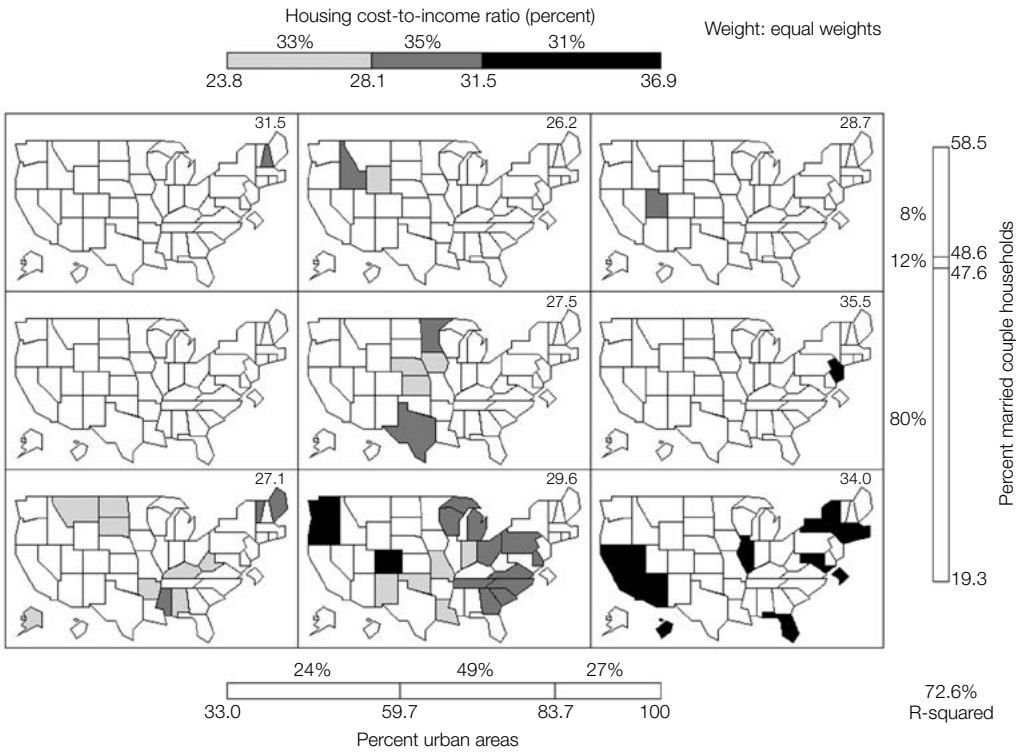 Housing cost-to-income ratio (percent)
Weight: equal weights
33% 35% 31%
23.8 28.1 31.5 36.9
31.5 26.2 28.7
58.5
8%
48.6
12%
47.6
27.5 35.5
80%
Percent married couple households
27.1 29.6 34.0
19.3
24% 49% 27%
33.0 59.7 83.7 100
Percent urban areas
72.6%
R-squared